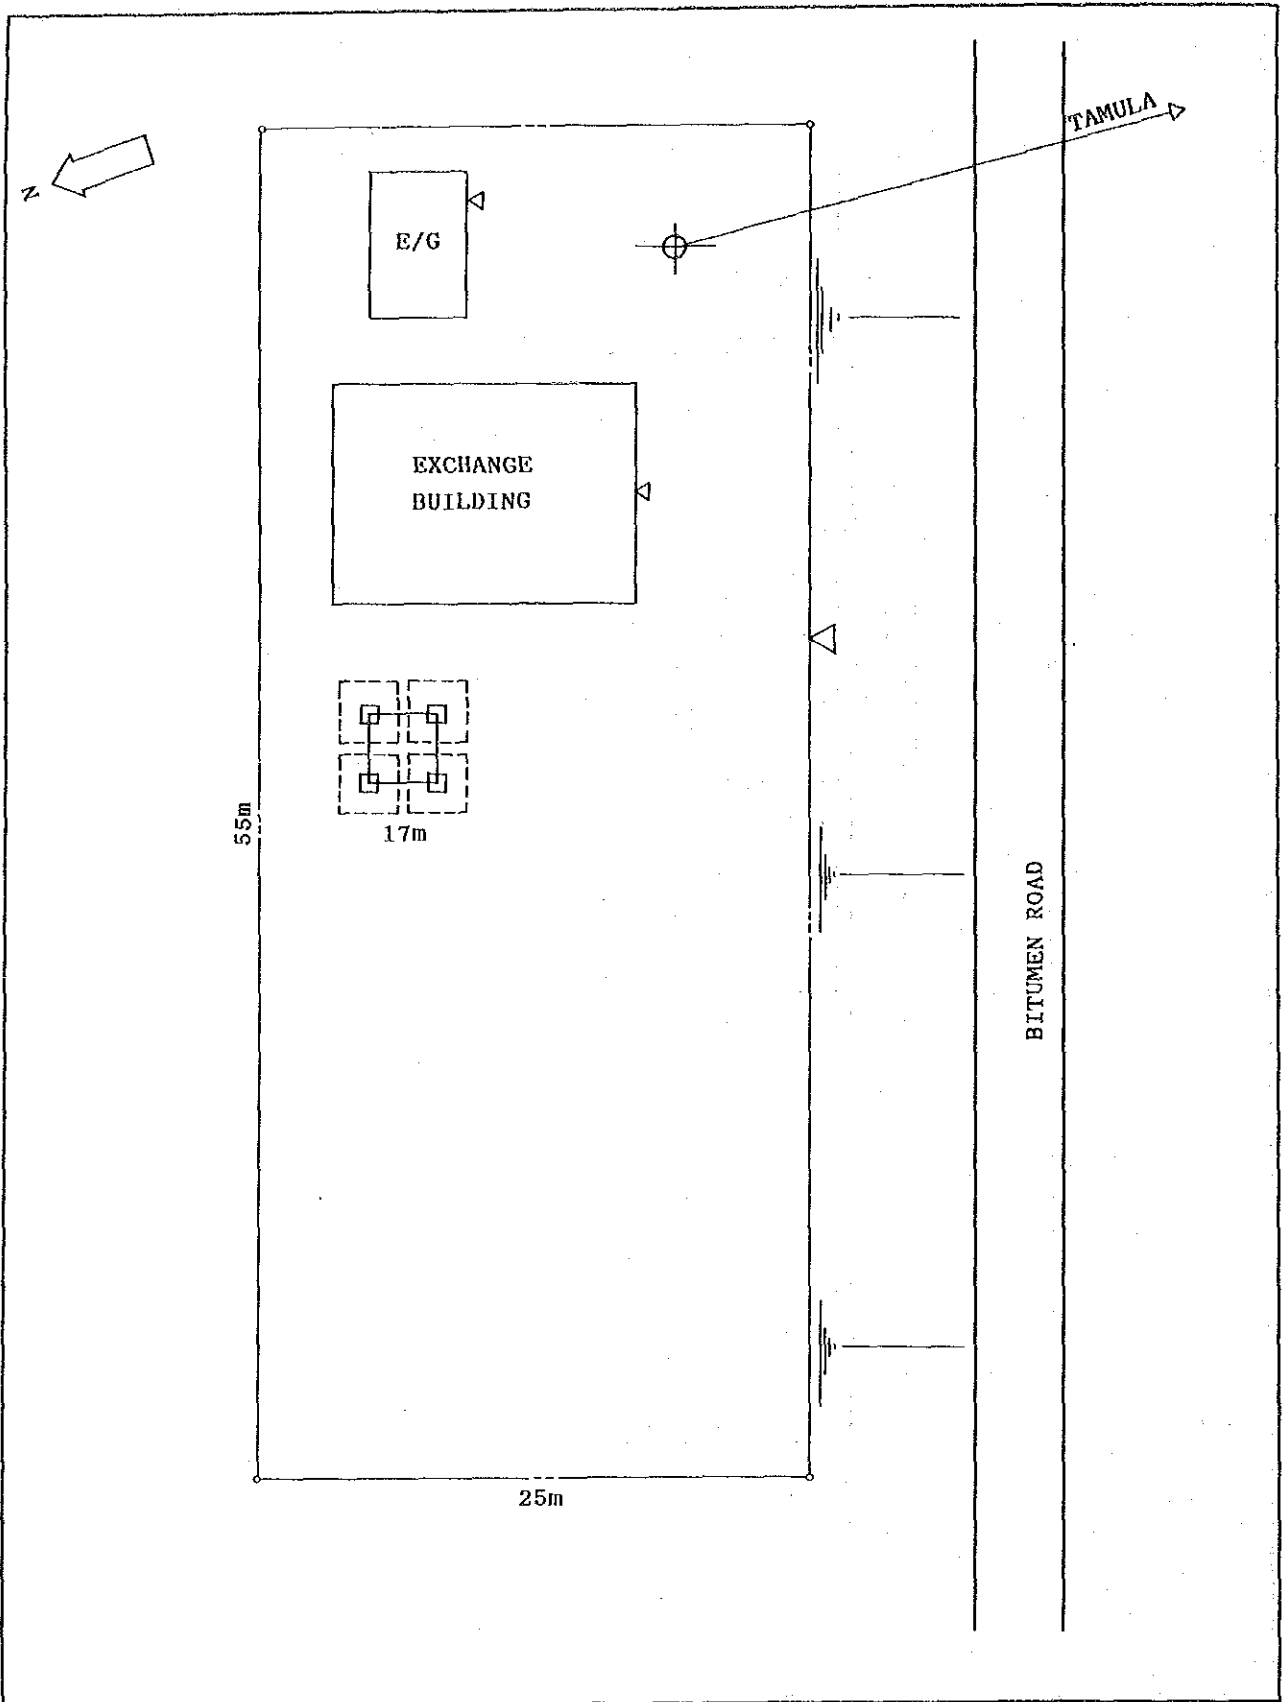 TAMULA
N
E/G
EXCHANGE
BUILDING
55m
17m
BITUMEN ROAD
25m